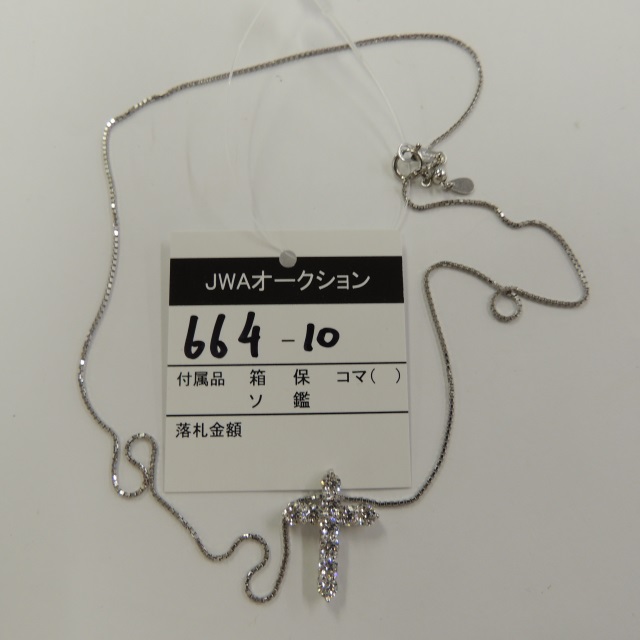 JWAオークション
664-10
付属品 箱 保 コマ( )
ソ 鑑
落札金額